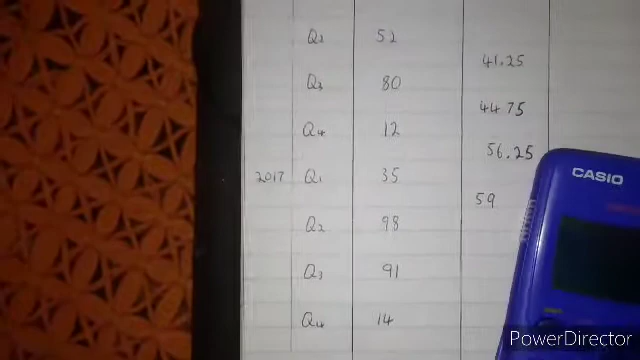 Q2 52
41.25
Q3 80
44.75
Q4 12
56.25
2017 Q1 35
59
Q2 98
Q3 91
Q4 14
CASIO
PowerDirector